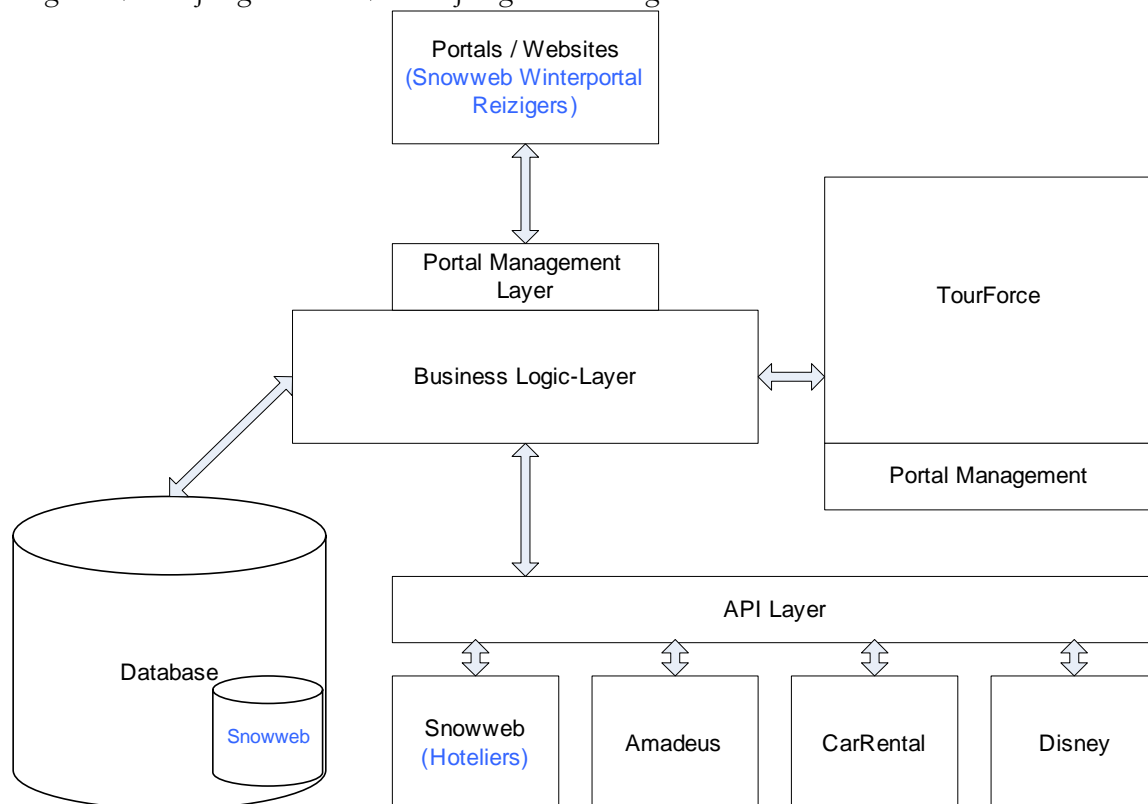 Portals / Websites
(Snowweb Winterportal
Reizigers)
Portal Management
Layer
TourForce
Business Logic-Layer
Portal Management
API Layer
Database
Snowweb
Snowweb
(Hoteliers)
Amadeus
CarRental
Disney